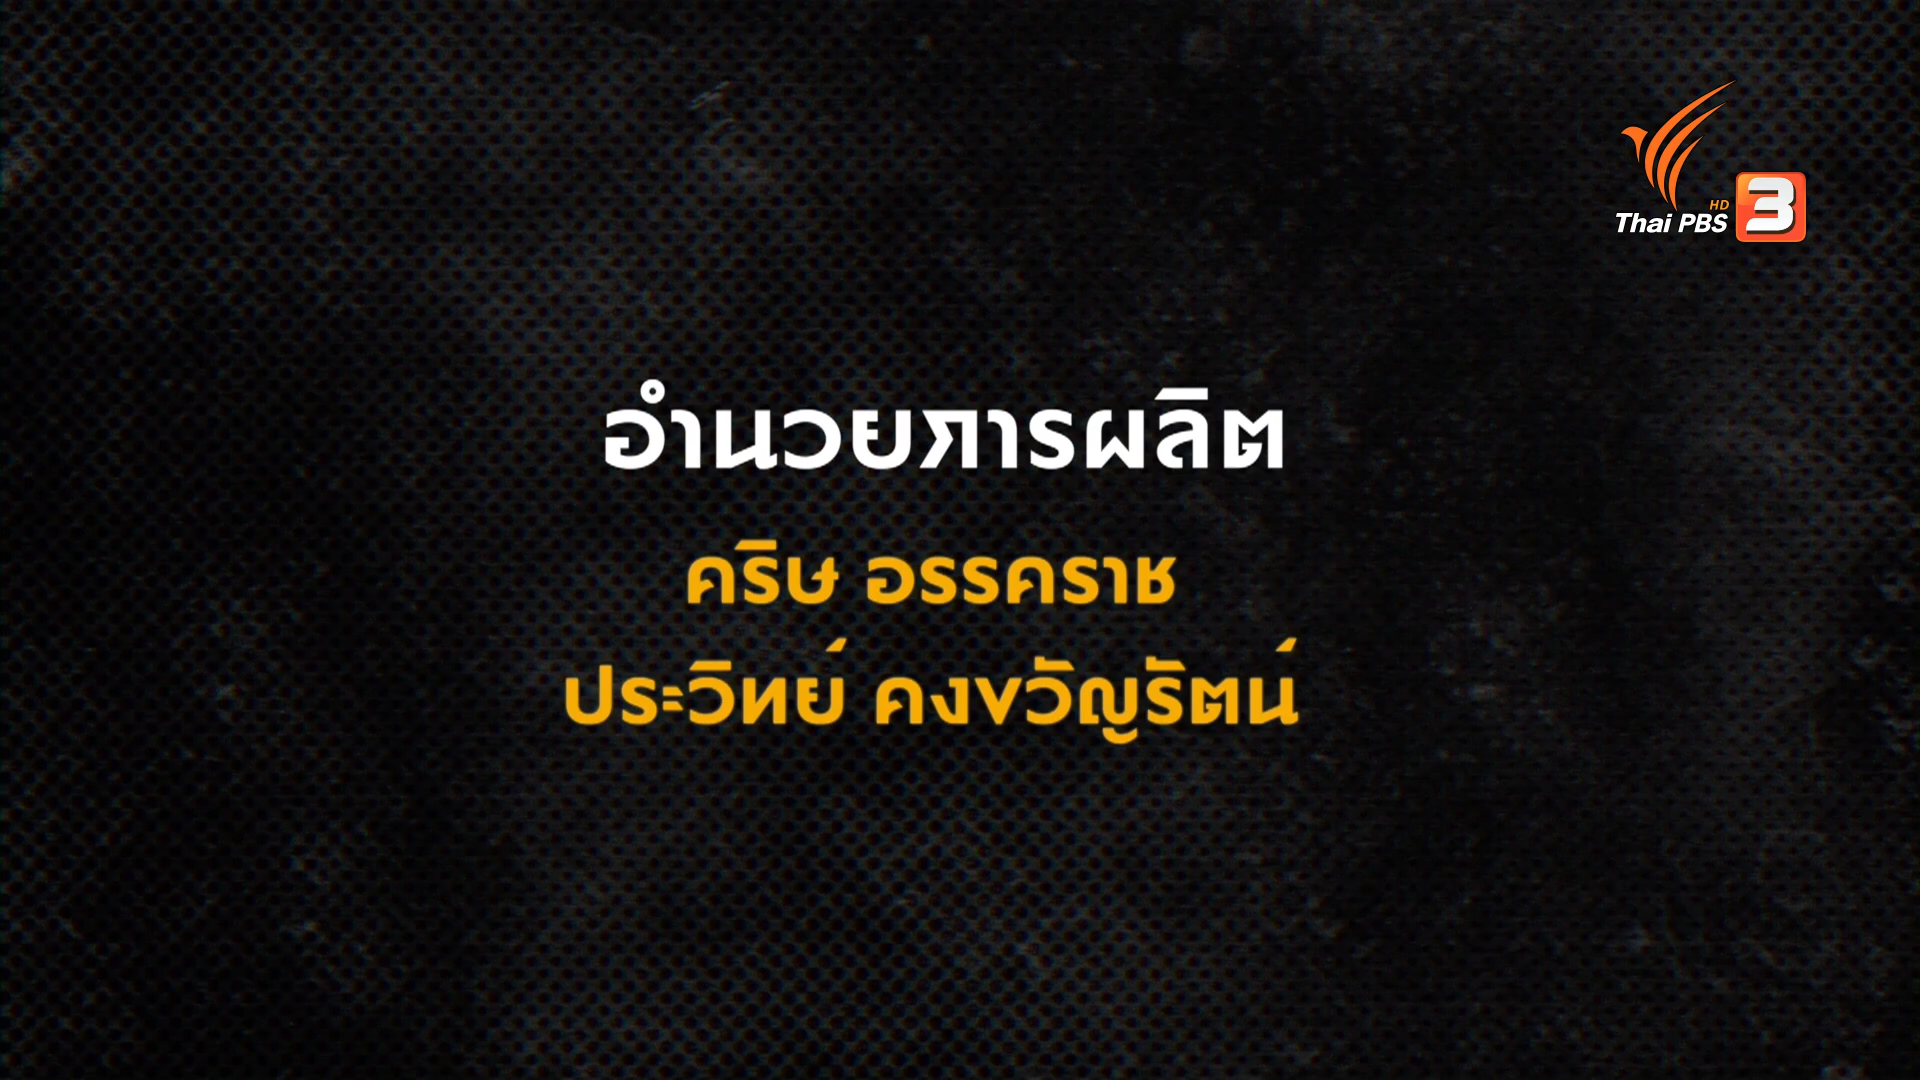 HD
Thai PBS 3
อำนวยการผลิต
คริษ อรรคราช
ประวิทย์ คงขวัญรัตน์